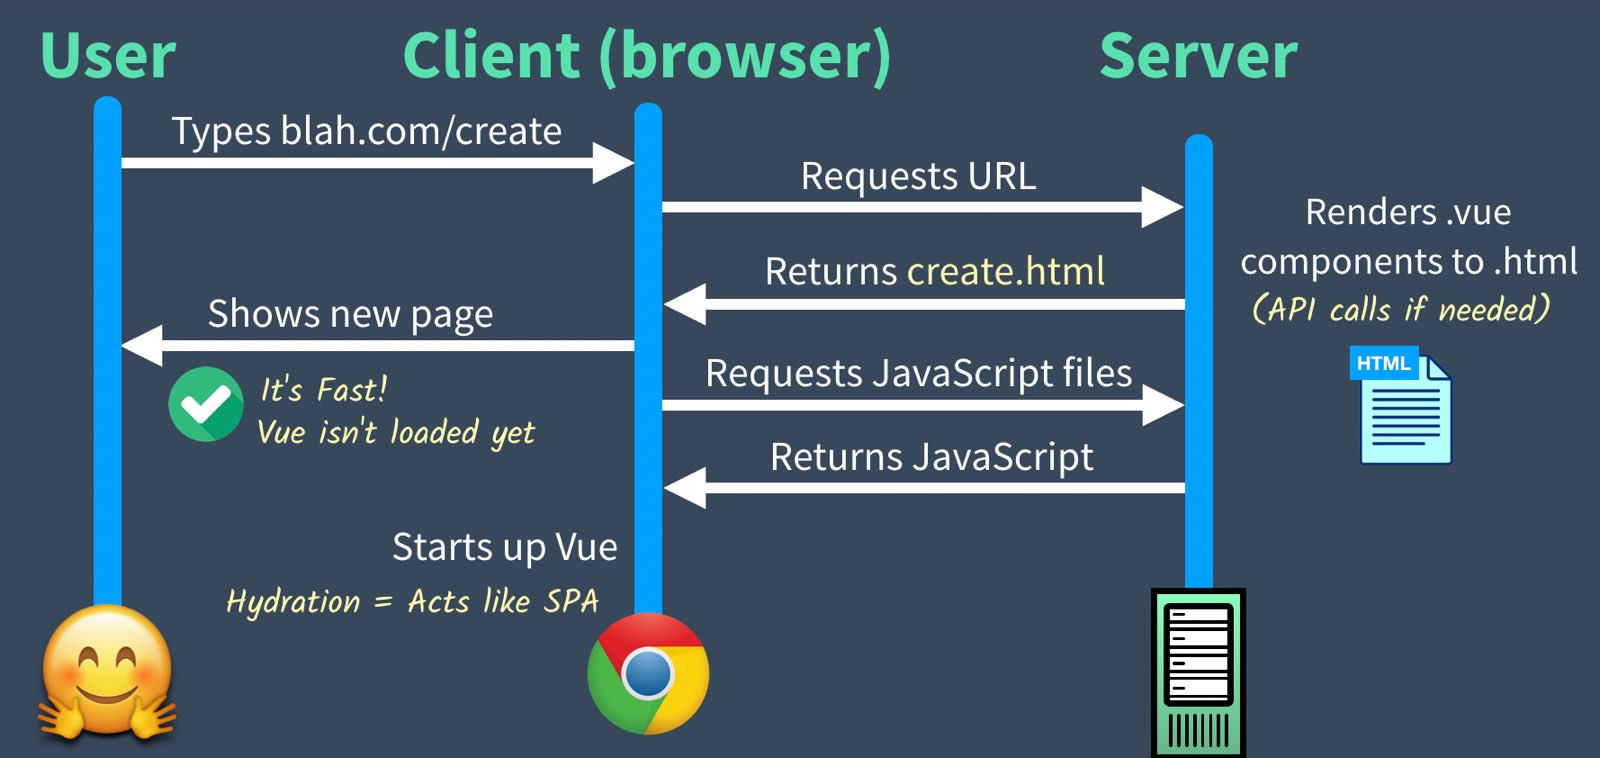 User
Client (browser)
Server
Types blah.com/create
Requests URL
Renders .vue
components to .html
(API calls if needed)
Returns create.html
Shows new page
HTML
It's Fast!
Vue isn't loaded yet
Requests JavaScript files
Returns JavaScript
Starts up Vue
Hydration = Acts like SPA